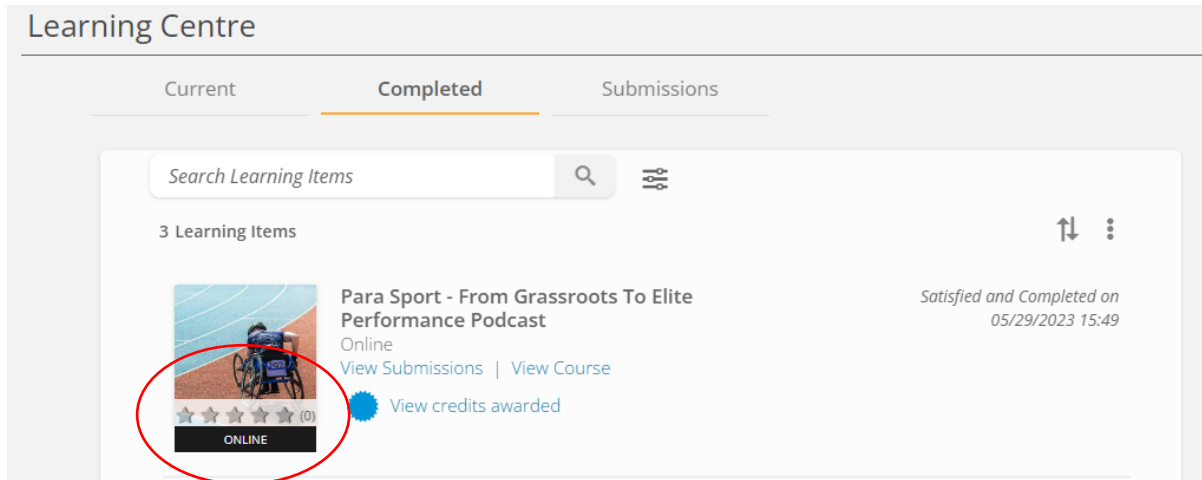 Learning Centre
Current Completed Submissions
Search Learning Items
3 Learning Items
Para Sport - From Grassroots To Elite
Performance Podcast
Online
View Submissions | View Course
View credits awarded
Satisfied and Completed on
05/29/2023 15:49
(0)
ONLINE